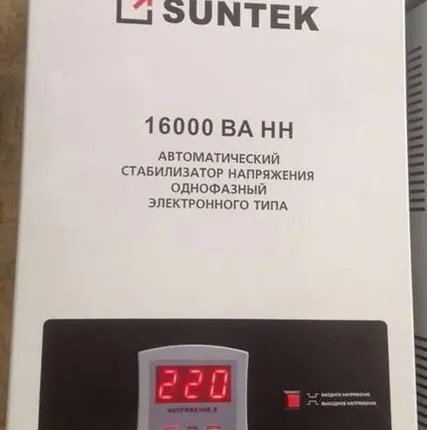 SUNTEK
16000 ВА НН
АВТОМАТИЧЕСКИЙ
СТАБИЛИЗАТОР НАПРЯЖЕНИЯ
ОДНОФАЗНЫЙ
ЭЛЕКТРОННОГО ТИПА
220
НАПРЯЖЕНИЕ, В
ВХОДНОЕ НАПРЯЖЕНИЕ
ВЫХОДНОЕ НАПРЯЖЕНИЕ